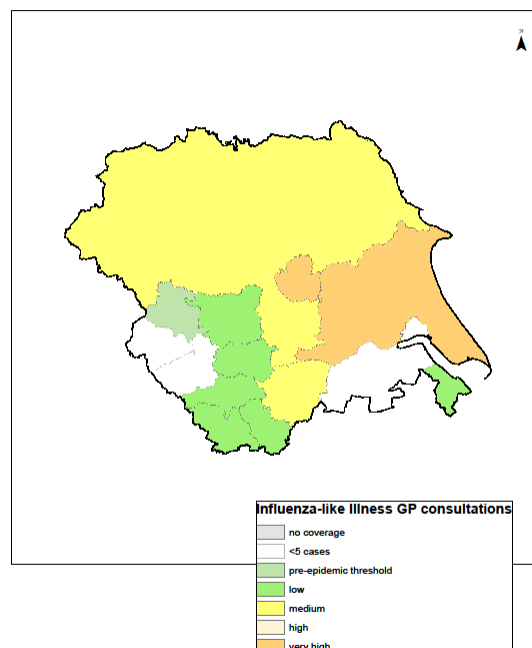 N
Influenza-like Illness GP consultations
no coverage
<5 cases
pre-epidemic threshold
low
medium
high
very high